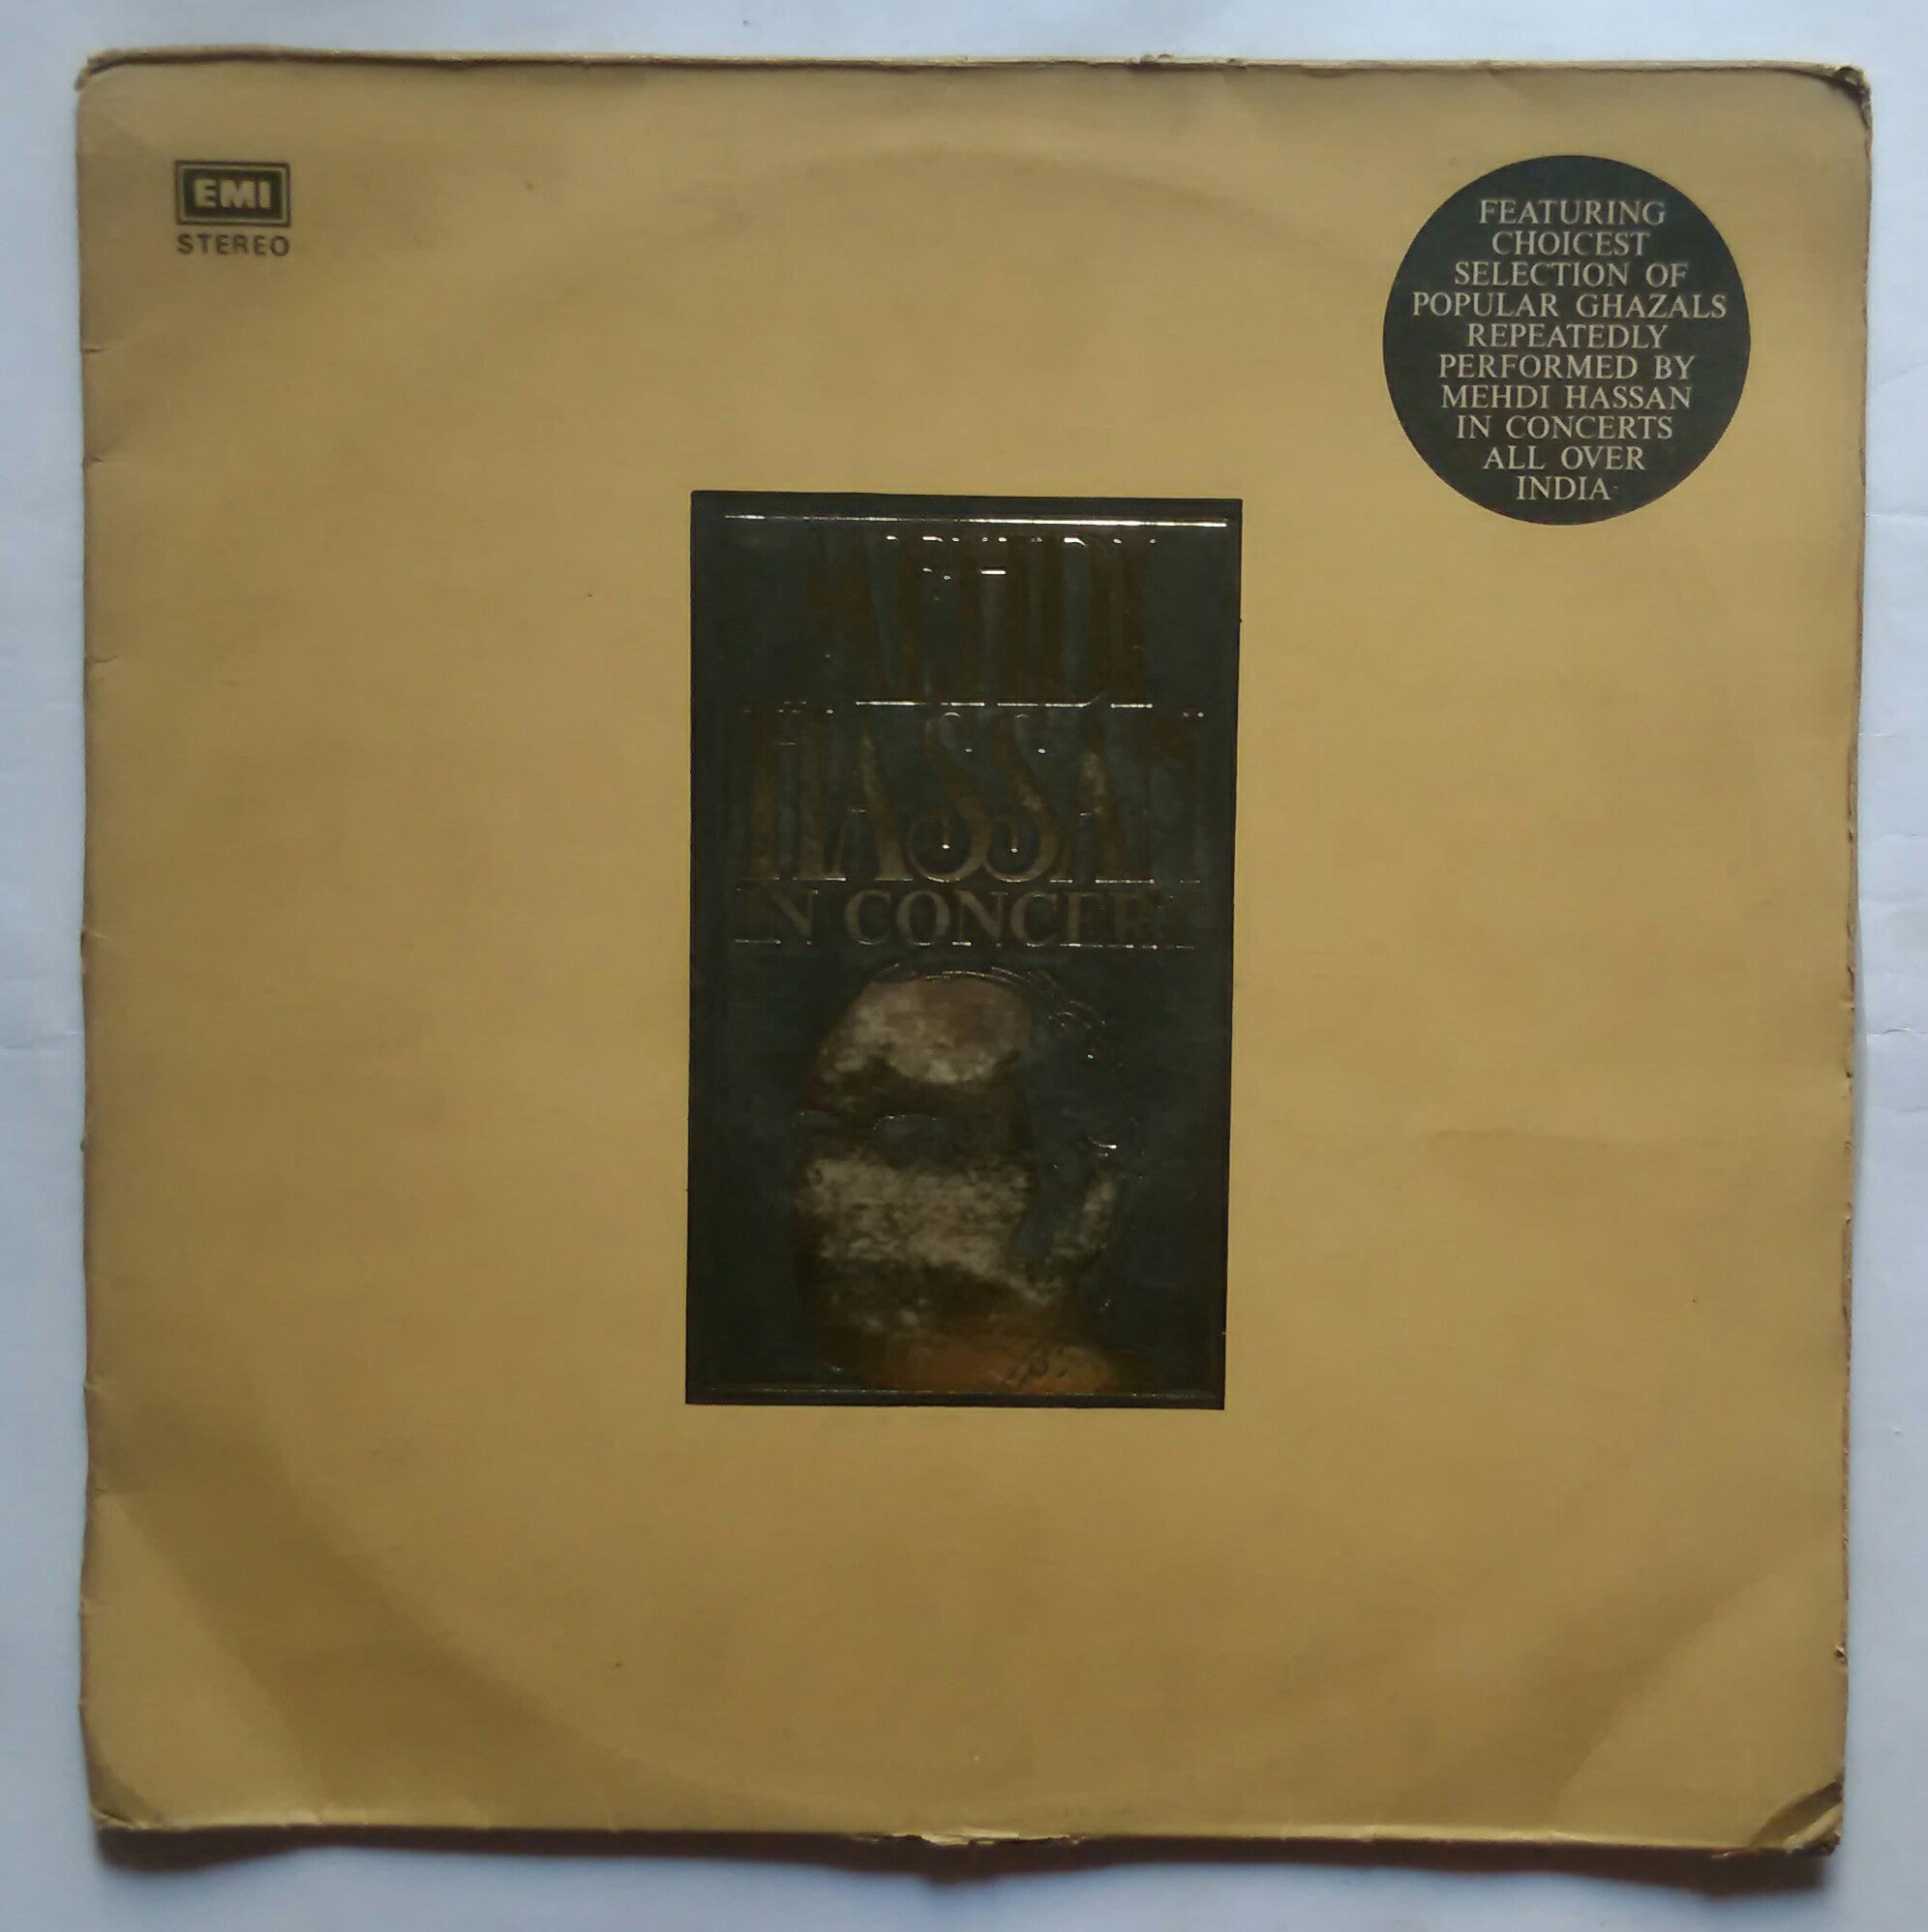 EMI
STEREO
FEATURING
CHOICEST
SELECTION OF
POPULAR GHAZALS
REPEATEDLY
PERFORMED BY
MEHDI HASSAN
IN CONCERTS
ALL OVER
INDIA
MEHDI
HASSAN
IN CONCERT